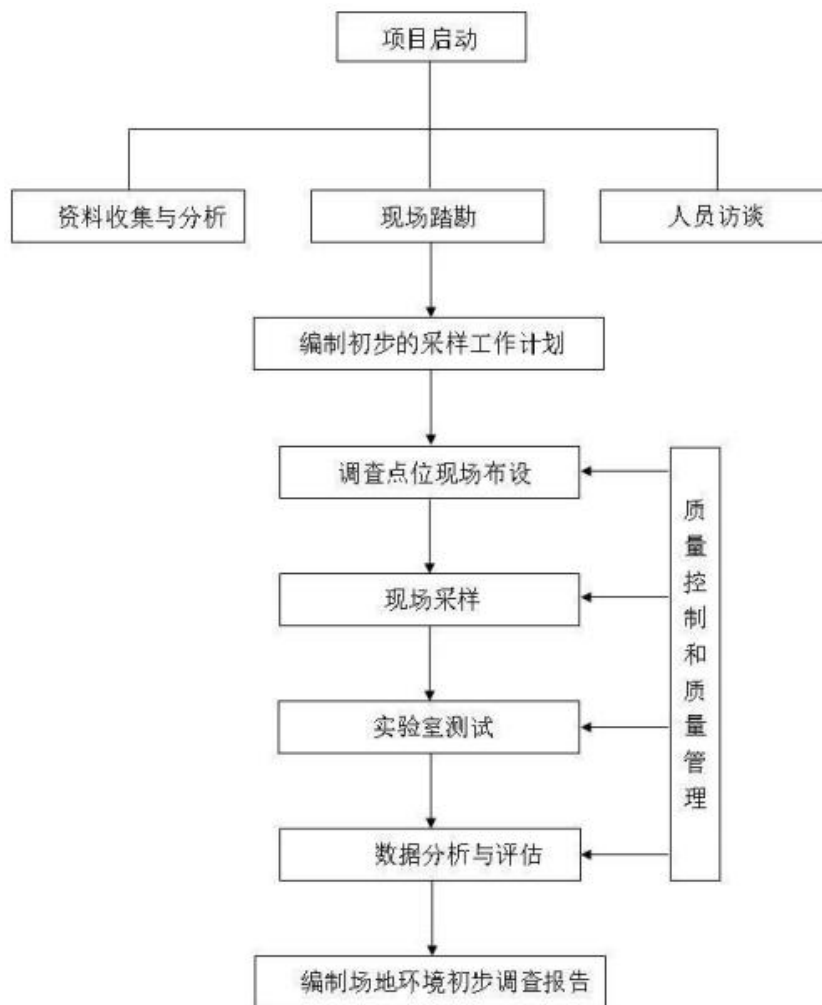 项目启动
资料收集与分析
现场踏勘
人员访谈
编制初步的采样工作计划
调查点位现场布设
现场采样
实验室测试
数据分析与评估
质量控制和质量管理
编制场地环境初步调查报告